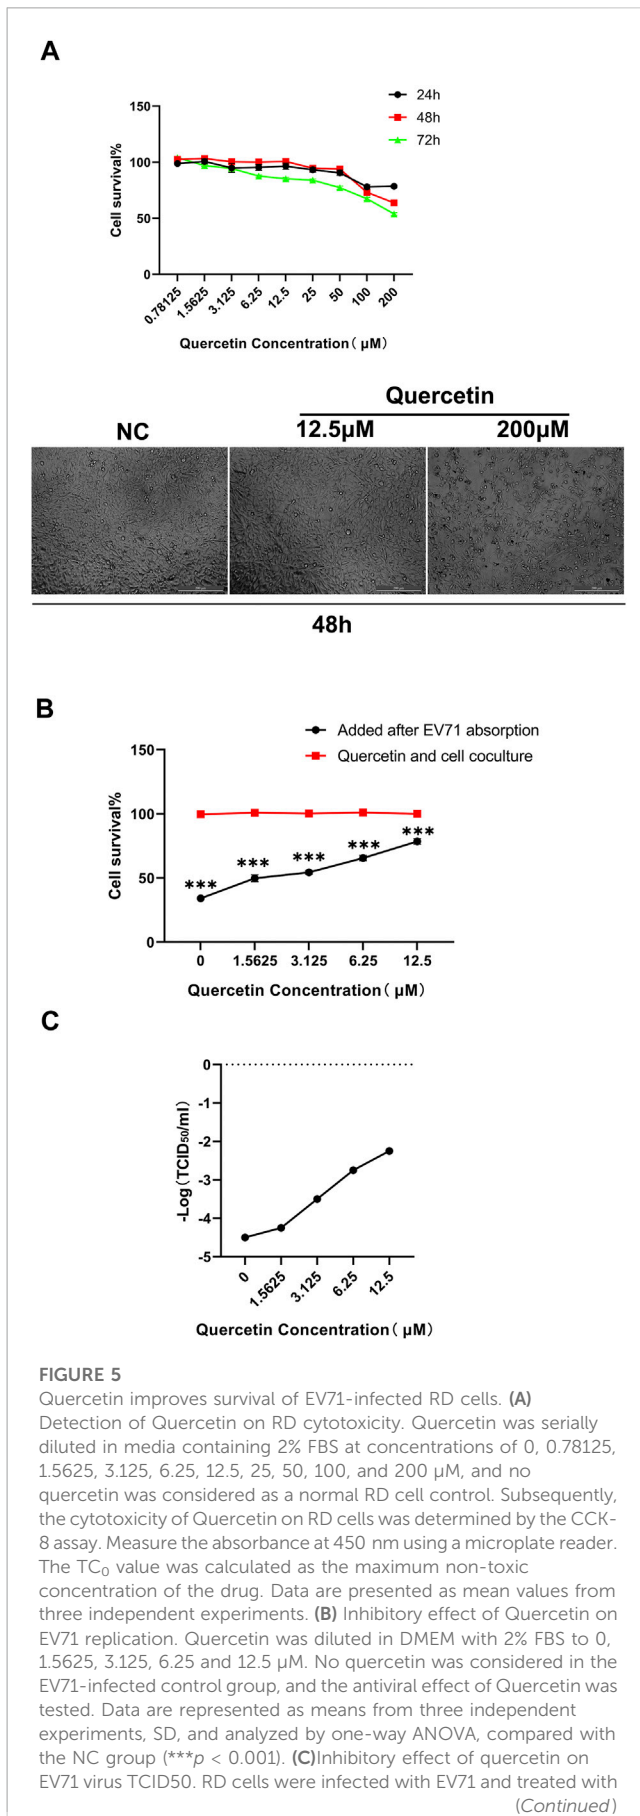 A
24h
48h
72h
150
100
50
0
Cell survival%
0.78125
1.5625
3.125
6.25
12.5
25
50
100
200
Quercetin Concentration( μM)
Quercetin
NC
12.5μM
200μM
48h
B
Added after EV71 absorption
Quercetin and cell coculture
150
100
50
0
Cell survival%
***
***
***
***
***
0
1.5625
3.125
6.25
12.5
Quercetin Concentration( μM)
C
0
-1
-2
-3
-4
-5
-Log(TCID50/ml)
0
1.5625
3.125
6.25
12.5
Quercetin Concentration( μM)
FIGURE 5
Quercetin improves survival of EV71-infected RD cells. (A)
Detection of Quercetin on RD cytotoxicity. Quercetin was serially
diluted in media containing 2% FBS at concentrations of 0, 0.78125,
1.5625, 3.125, 6.25, 12.5, 25, 50, 100, and 200 μM, and no
quercetin was considered as a normal RD cell control. Subsequently,
the cytotoxicity of Quercetin on RD cells was determined by the CCK-
8 assay. Measure the absorbance at 450 nm using a microplate reader.
The TC0 value was calculated as the maximum non-toxic
concentration of the drug. Data are presented as mean values from
three independent experiments. (B) Inhibitory effect of Quercetin on
EV71 replication. Quercetin was diluted in DMEM with 2% FBS to 0,
1.5625, 3.125, 6.25 and 12.5 μM. No quercetin was considered in the
EV71-infected control group, and the antiviral effect of Quercetin was
tested. Data are represented as means from three independent
experiments, SD, and analyzed by one-way ANOVA, compared with
the NC group (***p < 0.001). (C)Inhibitory effect of quercetin on
EV71 virus TCID50. RD cells were infected with EV71 and treated with
(Continued)